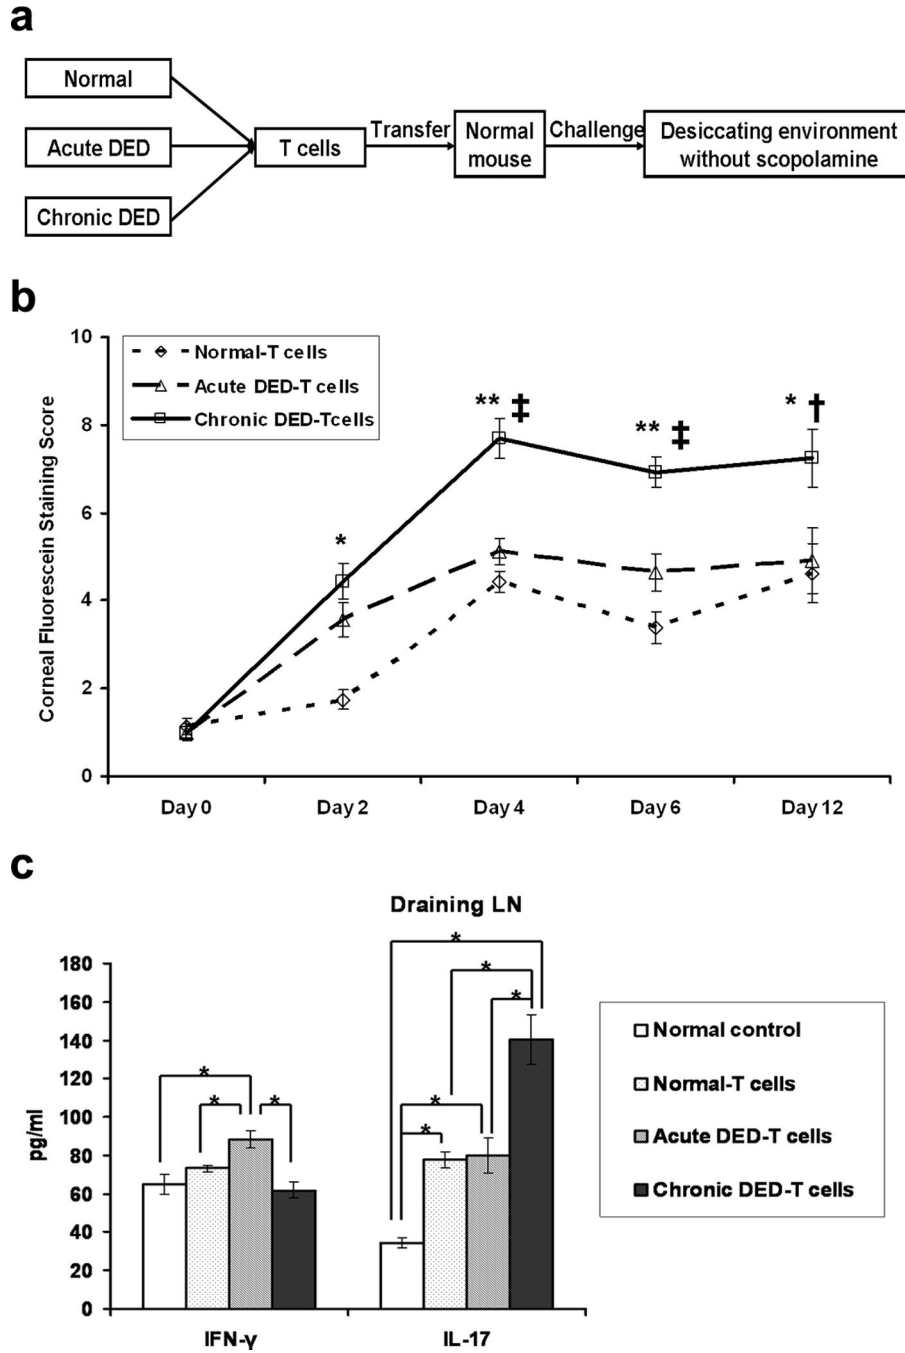 a
Normal
Acute DED
Chronic DED
T cells
Transfer
Normal
mouse
Challenge
Desiccating environment
without scopolamine
b
Corneal Fluorescein Staining Score
10
8
6
4
2
0
Normal-T cells
Acute DED-T cells
Chronic DED-Tcells
*
** ‡
** ‡
* †
Day 0
Day 2
Day 4
Day 6
Day 12
c
Draining LN
pg/ml
180
160
140
120
100
80
60
40
20
0
*
*
*
*
*
*
*
*
IFN-γ
IL-17
Normal control
Normal-T cells
Acute DED-T cells
Chronic DED-T cells